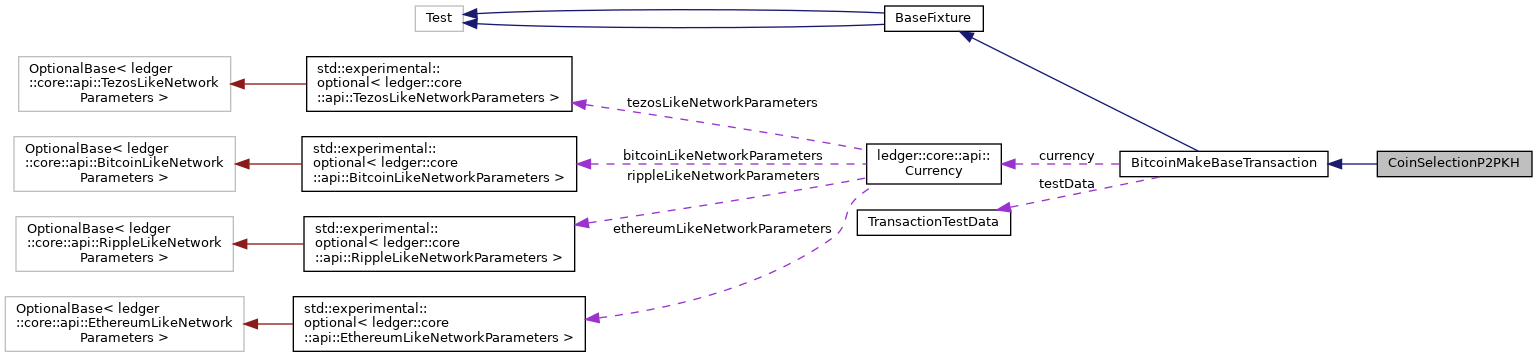 Test
BaseFixture
OptionalBase< ledger
::core::api::TezosLikeNetwork
Parameters >
std::experimental::
optional< ledger::core
::api::TezosLikeNetworkParameters >
tezosLikeNetworkParameters
OptionalBase< ledger
::core::api::BitcoinLikeNetwork
Parameters >
std::experimental::
optional< ledger::core
::api::BitcoinLikeNetworkParameters >
bitcoinLikeNetworkParameters
rippleLikeNetworkParameters
ledger::core::api::
Currency
currency
testData
BitcoinMakeBaseTransaction
CoinSelectionP2PKH
TransactionTestData
OptionalBase< ledger
::core::api::RippleLikeNetwork
Parameters >
std::experimental::
optional< ledger::core
::api::RippleLikeNetworkParameters >
ethereumLikeNetworkParameters
OptionalBase< ledger
::core::api::EthereumLikeNetwork
Parameters >
std::experimental::
optional< ledger::core
::api::EthereumLikeNetworkParameters >